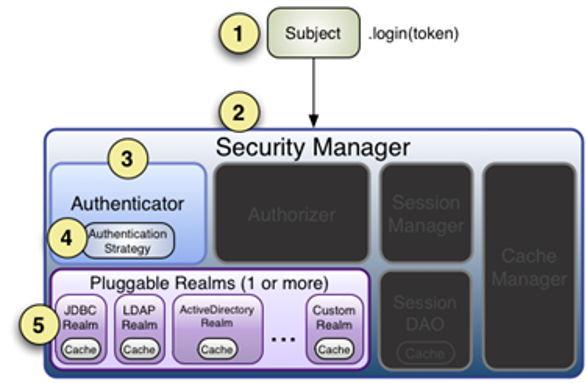 1
Subject
.login(token)
2
Security Manager
3
Authenticator
4
Authentication
Strategy
Authorizer
Session
Manager
Cache
Manager
Pluggable Realms (1 or more)
5
JDBC
Realm
Cache
LDAP
Realm
Cache
ActiveDirectory
Realm
Cache
...
Custom
Realm
Cache
Session
DAO
Cache